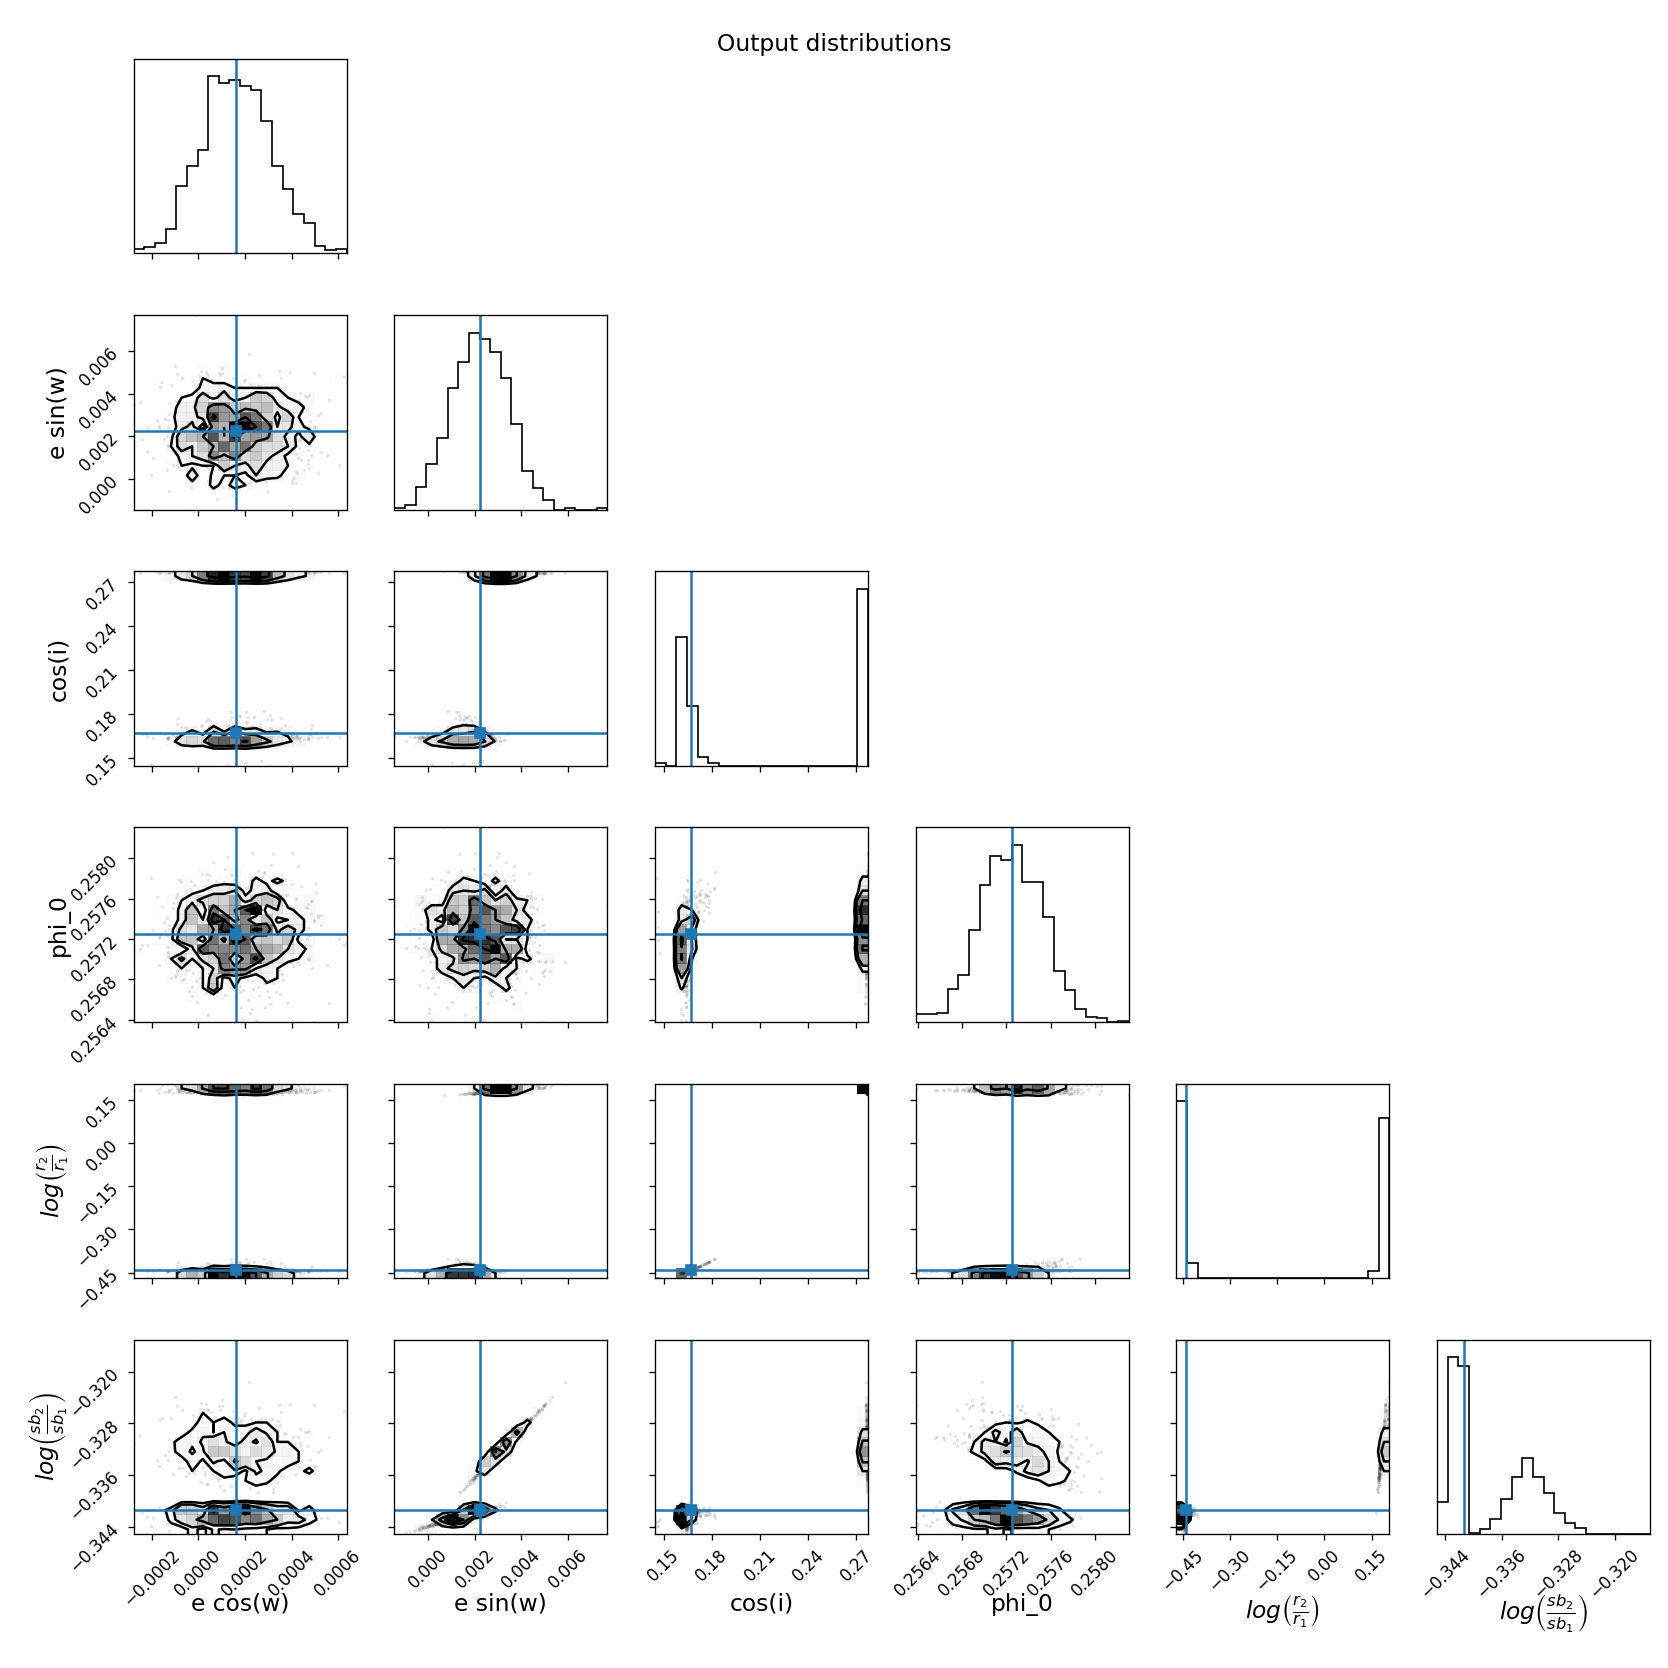 Output distributions
e sin(w)
0.006
0.004
0.002
0.000
cos(i)
0.27
0.24
0.21
0.18
0.15
phi_0
0.2580
0.2576
0.2572
0.2568
0.2564
log(r₂/r₁)
0.15
0.00
−0.15
−0.30
−0.45
log(sb₂/sb₁)
−0.320
−0.328
−0.336
−0.344
−0.0002 0.0000 0.0002 0.0004 0.0006
0.000 0.002 0.004 0.006
0.15 0.18 0.21 0.24 0.27
0.2564 0.2568 0.2572 0.2576 0.2580
−0.45 −0.30 −0.15 0.00 0.15
−0.344 −0.336 −0.328 −0.320
e cos(w) e sin(w) cos(i) phi_0 log(r₂/r₁) log(sb₂/sb₁)